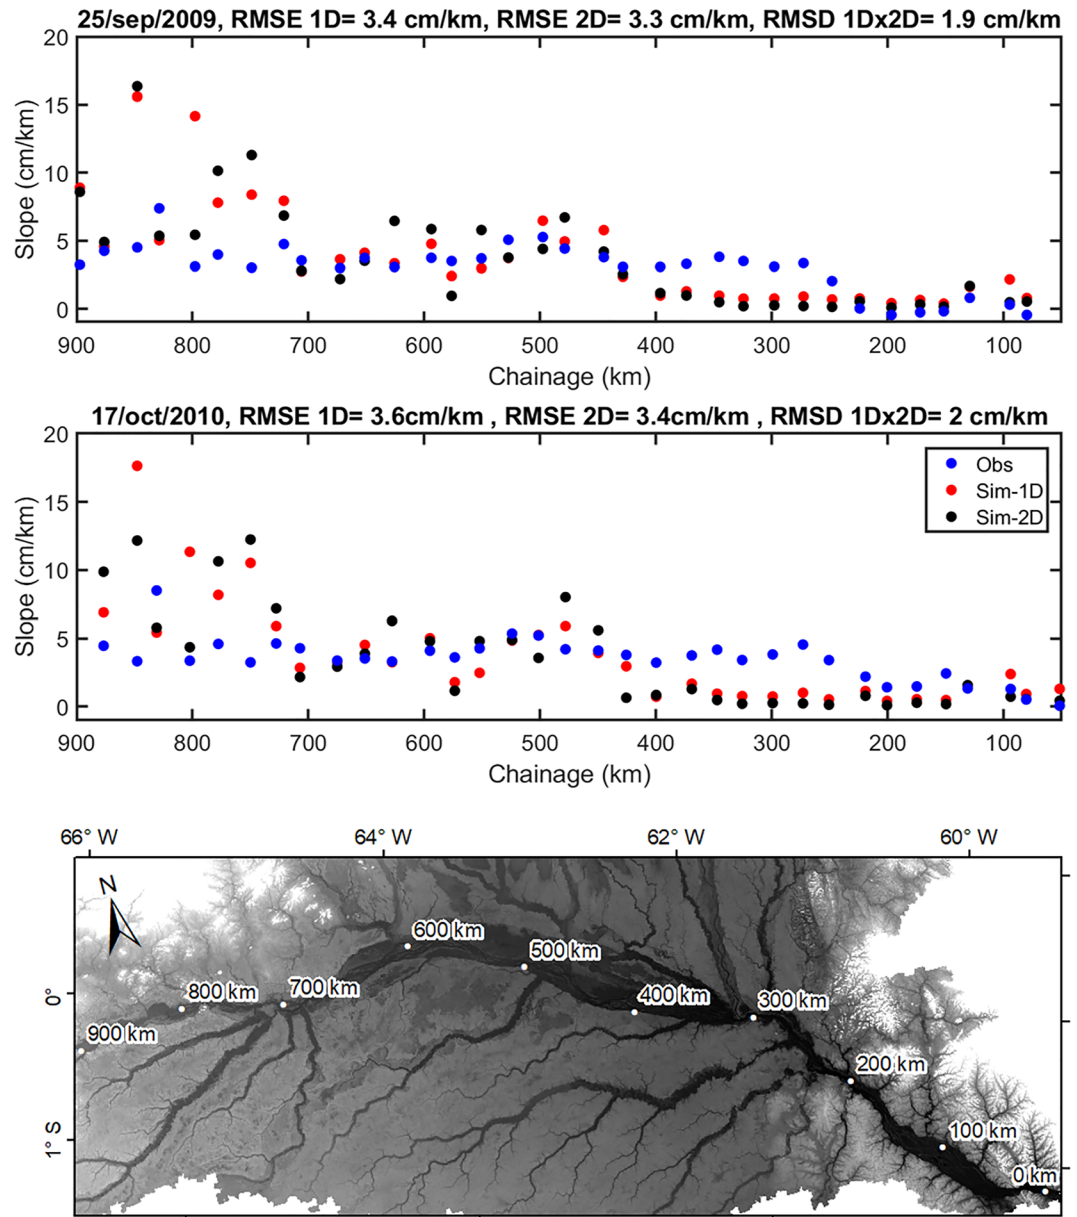 25/sep/2009, RMSE 1D= 3.4 cm/km, RMSE 2D= 3.3 cm/km, RMSD 1Dx2D= 1.9 cm/km
20
15
10
5
0
Slope (cm/km)
900 800 700 600 500 400 300 200 100
Chainage (km)
17/oct/2010, RMSE 1D= 3.6cm/km , RMSE 2D= 3.4cm/km , RMSD 1Dx2D= 2 cm/km
20
15
10
5
0
Slope (cm/km)
Obs
Sim-1D
Sim-2D
900 800 700 600 500 400 300 200 100
Chainage (km)
66° W 64° W 62° W 60° W
N
0°
1° S
600 km
500 km
800 km
700 km
400 km
300 km
900 km
200 km
100 km
0 km